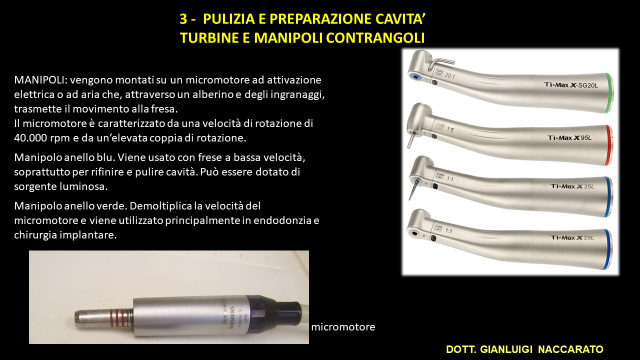 3 - PULIZIA E PREPARAZIONE CAVITA'
TURBINE E MANIPOLI CONTRANGOLI
MANIPOLI: vengono montati su un micromotore ad attivazione
elettrica o ad aria che, attraverso un alberino e degli ingranaggi,
trasmette il movimento alla fresa.
Il micromotore è caratterizzato da una velocità di rotazione di
40.000 rpm e da un'elevata coppia di rotazione.
Manipolo anello blu. Viene usato con frese a bassa velocità,
soprattutto per rifinire e pulire cavità. Può essere dotato di
sorgente luminosa.
Manipolo anello verde. Demoltiplica la velocità del
micromotore e viene utilizzato principalmente in endodonzia e
chirurgia implantare.
20:1
Ti-Max X-SG20L
1:5
Ti-Max X95L
1:1
Ti-Max X25L
1:1
Ti-Max X25L
SIEMENS
micromotore
DOTT. GIANLUIGI NACCARATO